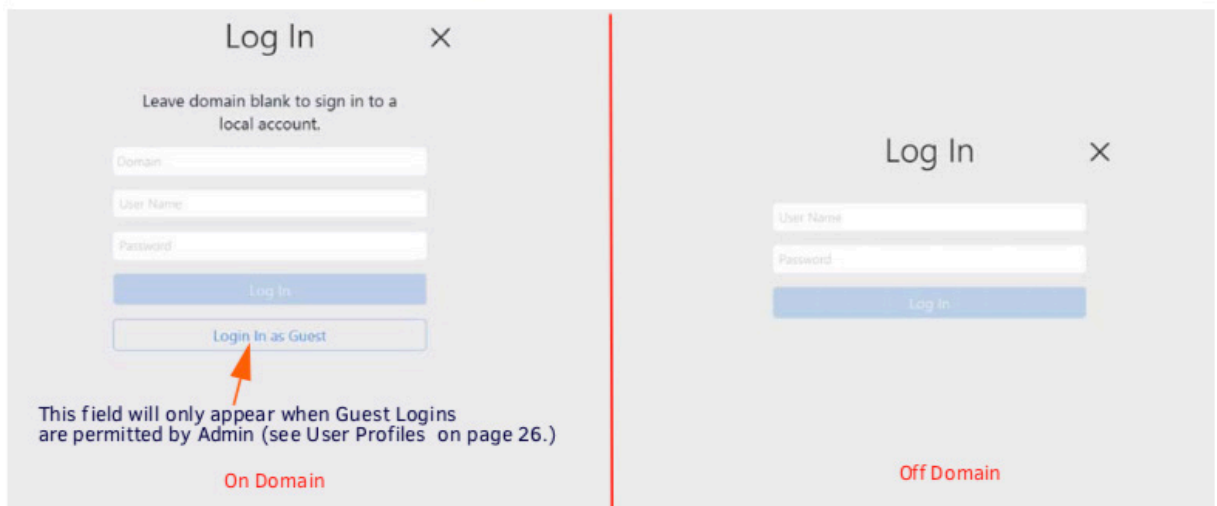 Log In
Leave domain blank to sign in to a
local account.
Domain
User Name
Password
Log In
Login In as Guest
This field will only appear when Guest Logins
are permitted by Admin (see User Profiles on page 26.)
On Domain
Log In
User Name
Password
Log In
Off Domain